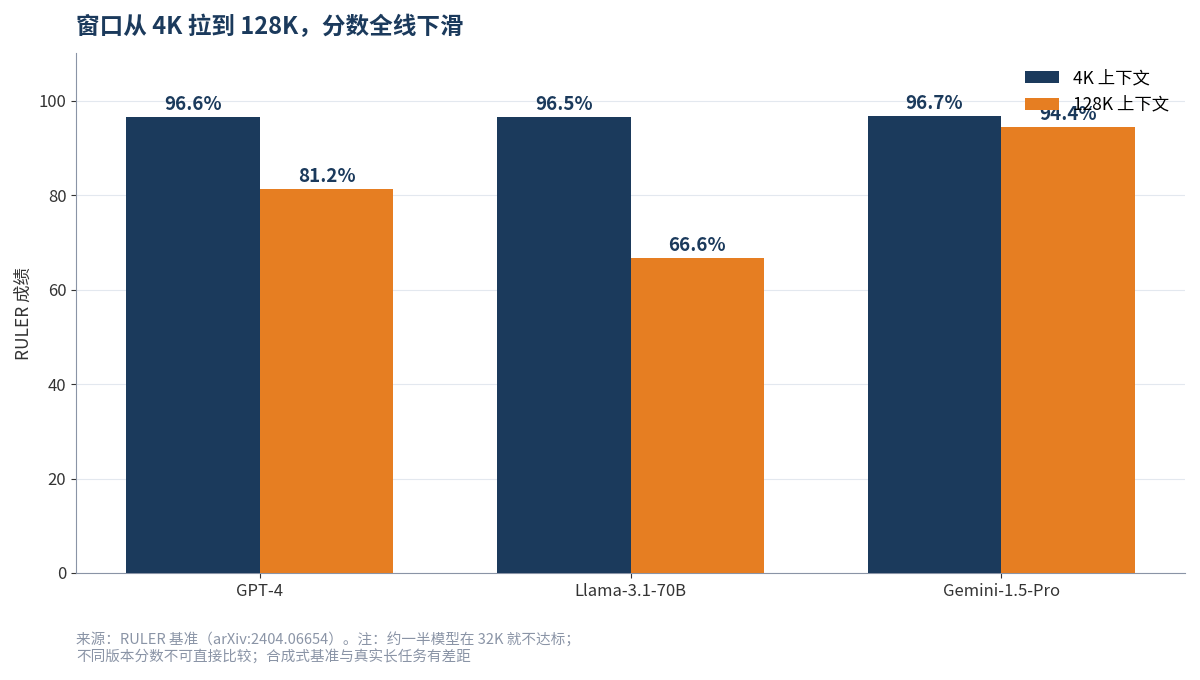 窗口从 4K 拉到 128K，分数全线下滑
4K 上下文
128K 上下文
96.6%
81.2%
96.5%
66.6%
96.7%
94.4%
RULER 成绩
100
80
60
40
20
0
GPT-4
Llama-3.1-70B
Gemini-1.5-Pro
来源：RULER 基准（arXiv:2404.06654）。注：约一半模型在 32K 就不达标；
不同版本分数不可直接比较；合成式基准与真实长任务有差距